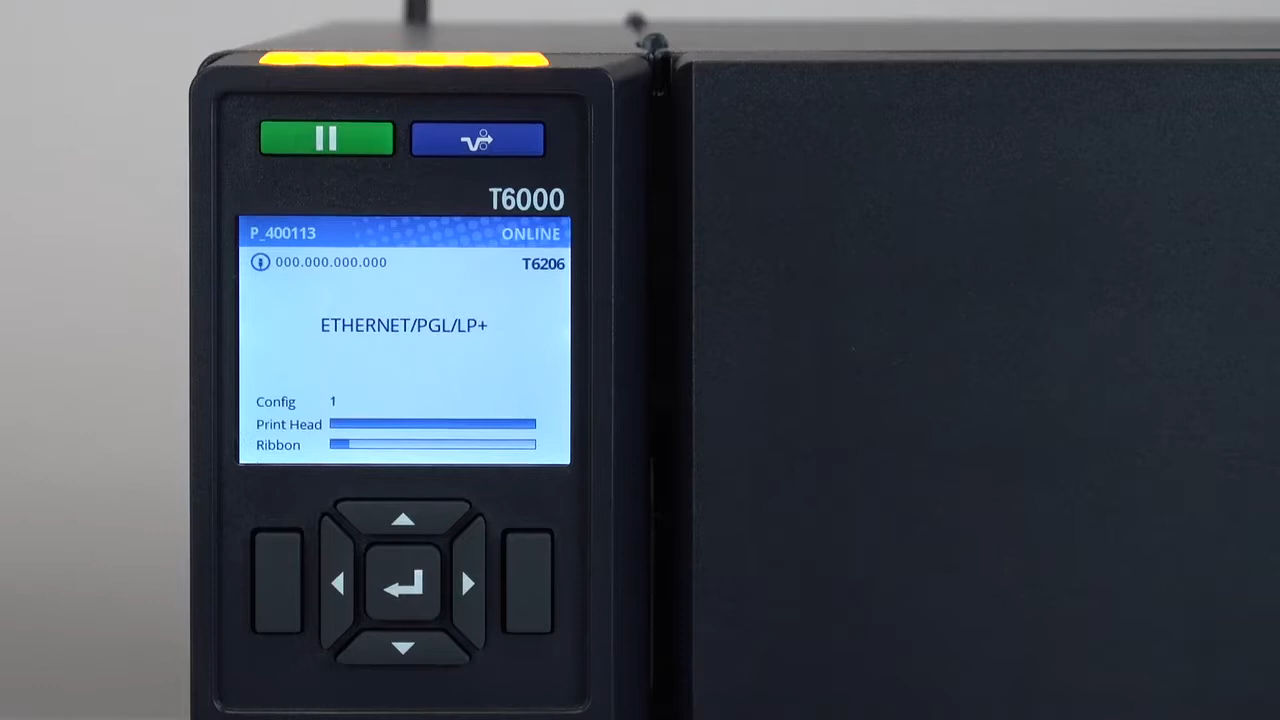 T6000
P_400113 ONLINE
000.000.000.000 T6206
ETHERNET/PGL/LP+
Config 1
Print Head
Ribbon